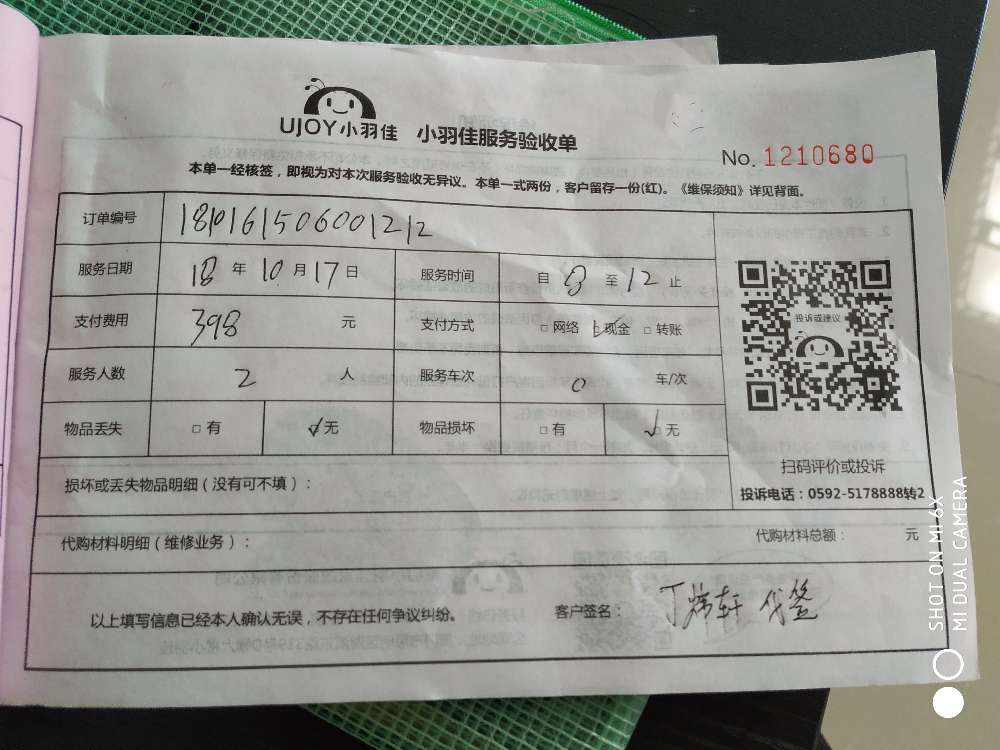 UJOY小羽佳 小羽佳服务验收单
No. 1210680
本单一经核签，即视为对本次服务验收无异议。本单一式两份，客户留存一份(红)。《维保须知》详见背面。
订单编号 1810161506001212
服务日期 18 年 10 月 17 日 服务时间 自 8 至 12 止
支付费用 398 元 支付方式 □网络 □现金 □转账
投诉或建议
服务人数 2 人 服务车次 0 车/次
物品丢失 □有 ☑无 物品损坏 □有 ☑无
扫码评价或投诉
损坏或丢失物品明细（没有可不填）：
投诉电话：0592-5178888转2
代购材料明细（维修业务）： 代购材料总额： 元
以上填写信息已经本人确认无误，不存在任何争议纠纷。 客户签名： 丁炜轩 代签
SHOT ON MI 6X
MI DUAL CAMERA